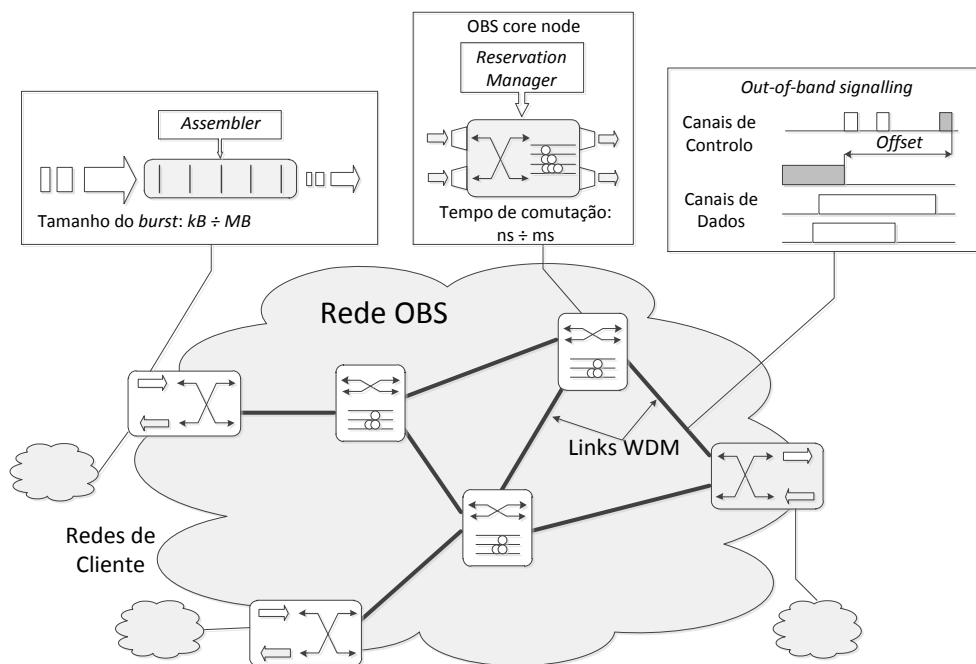 OBS core node
Reservation
Manager
Out-of-band signalling
Assembler
Canais de
Controlo
Offset
Tamanho do burst: kB ÷ MB
Tempo de comutação:
ns ÷ ms
Canais de
Dados
Rede OBS
Links WDM
Redes de
Cliente